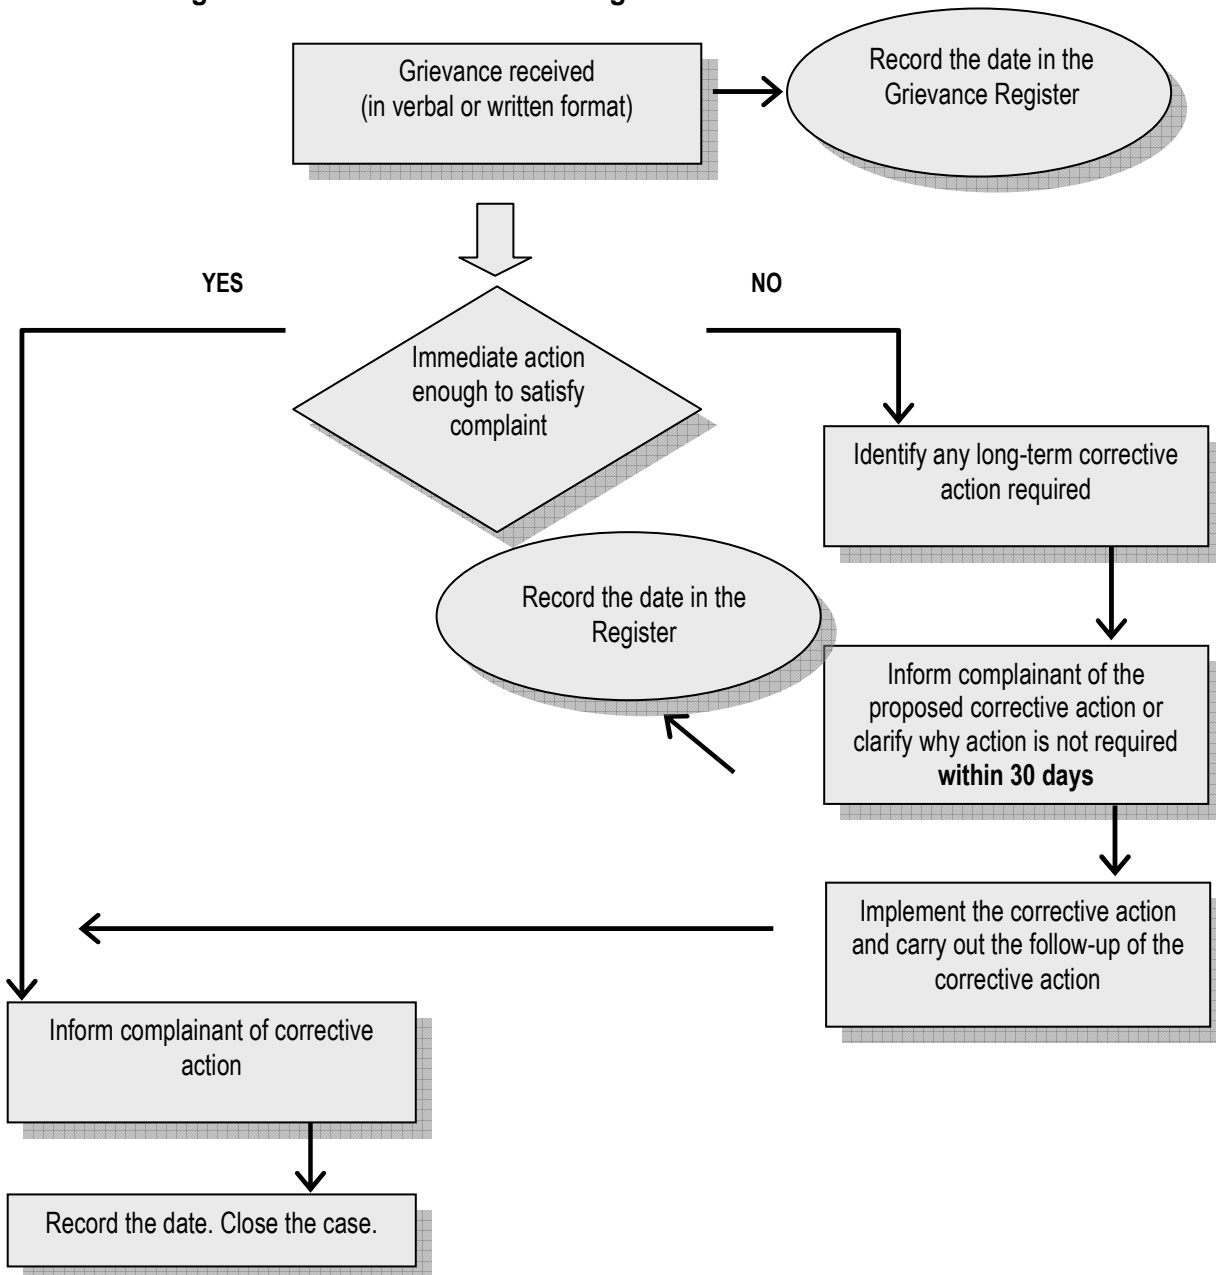 Grievance received
(in verbal or written format)
Record the date in the
Grievance Register
YES
NO
Immediate action
enough to satisfy
complaint
Identify any long-term corrective
action required
Record the date in the
Register
Inform complainant of the
proposed corrective action or
clarify why action is not required
within 30 days
Implement the corrective action
and carry out the follow-up of the
corrective action
Inform complainant of corrective
action
Record the date. Close the case.